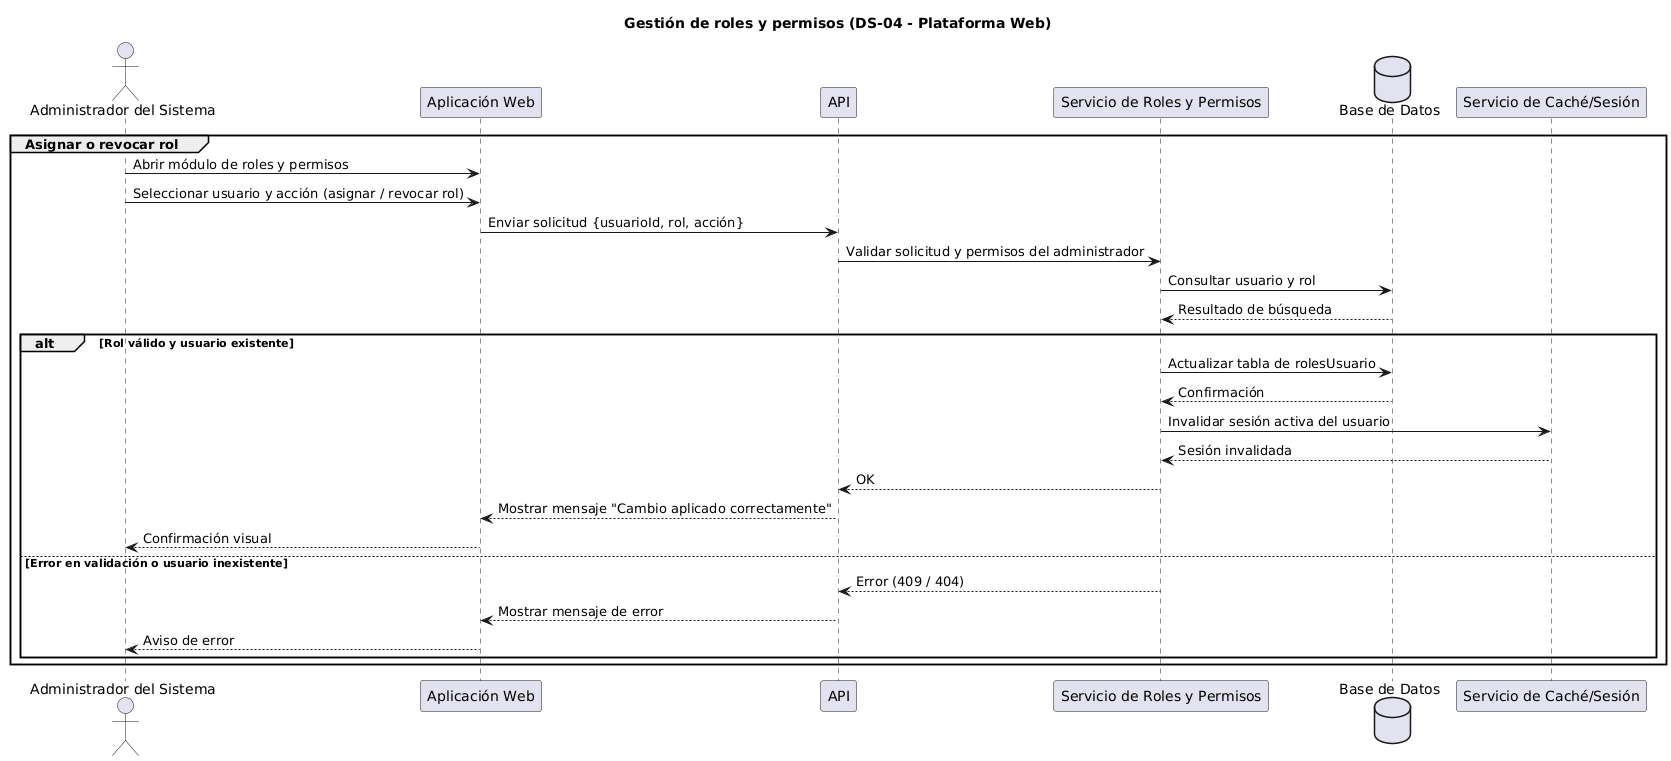 Gestión de roles y permisos (DS-04 - Plataforma Web)
Administrador del Sistema
Aplicación Web
API
Servicio de Roles y Permisos
Base de Datos
Servicio de Caché/Sesión
Asignar o revocar rol
Abrir módulo de roles y permisos
Seleccionar usuario y acción (asignar / revocar rol)
Enviar solicitud {usuarioId, rol, acción}
Validar solicitud y permisos del administrador
Consultar usuario y rol
Resultado de búsqueda
alt
[Rol válido y usuario existente]
Actualizar tabla de rolesUsuario
Confirmación
Invalidar sesión activa del usuario
Sesión invalidada
OK
Mostrar mensaje "Cambio aplicado correctamente"
Confirmación visual
[Error en validación o usuario inexistente]
Error (409 / 404)
Mostrar mensaje de error
Aviso de error
Administrador del Sistema
Aplicación Web
API
Servicio de Roles y Permisos
Base de Datos
Servicio de Caché/Sesión